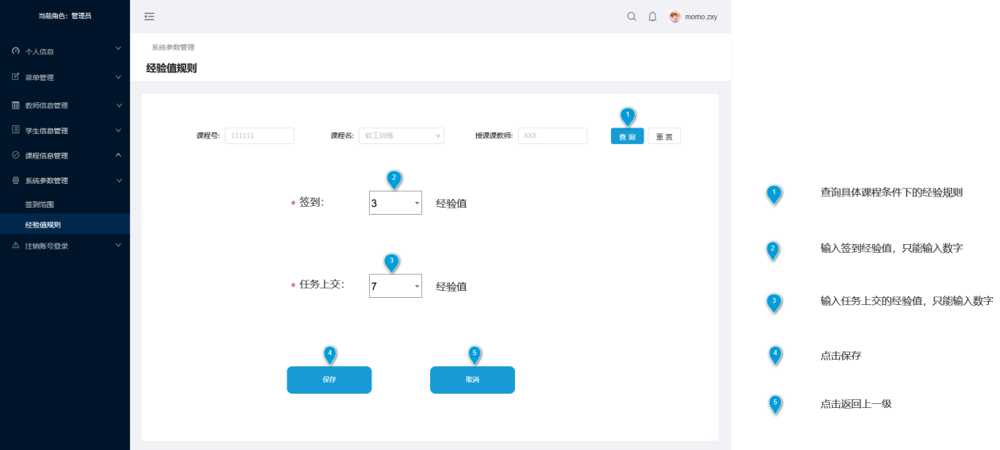 当前角色：管理员
momo.zxy
个人信息
菜单管理
教师信息管理
学生信息管理
课程信息管理
系统参数管理
签到范围
经验值规则
注销账号登录
系统参数管理
经验值规则
课程号: 111111 课程名: 软工训练 授课课教师: XXX 查 询 重 置
1
2
* 签到： 3 经验值
3
* 任务上交： 7 经验值
4 5
保存 取消
1 查询具体课程条件下的经验规则
2 输入签到经验值，只能输入数字
3 输入任务上交的经验值，只能输入数字
4 点击保存
5 点击返回上一级